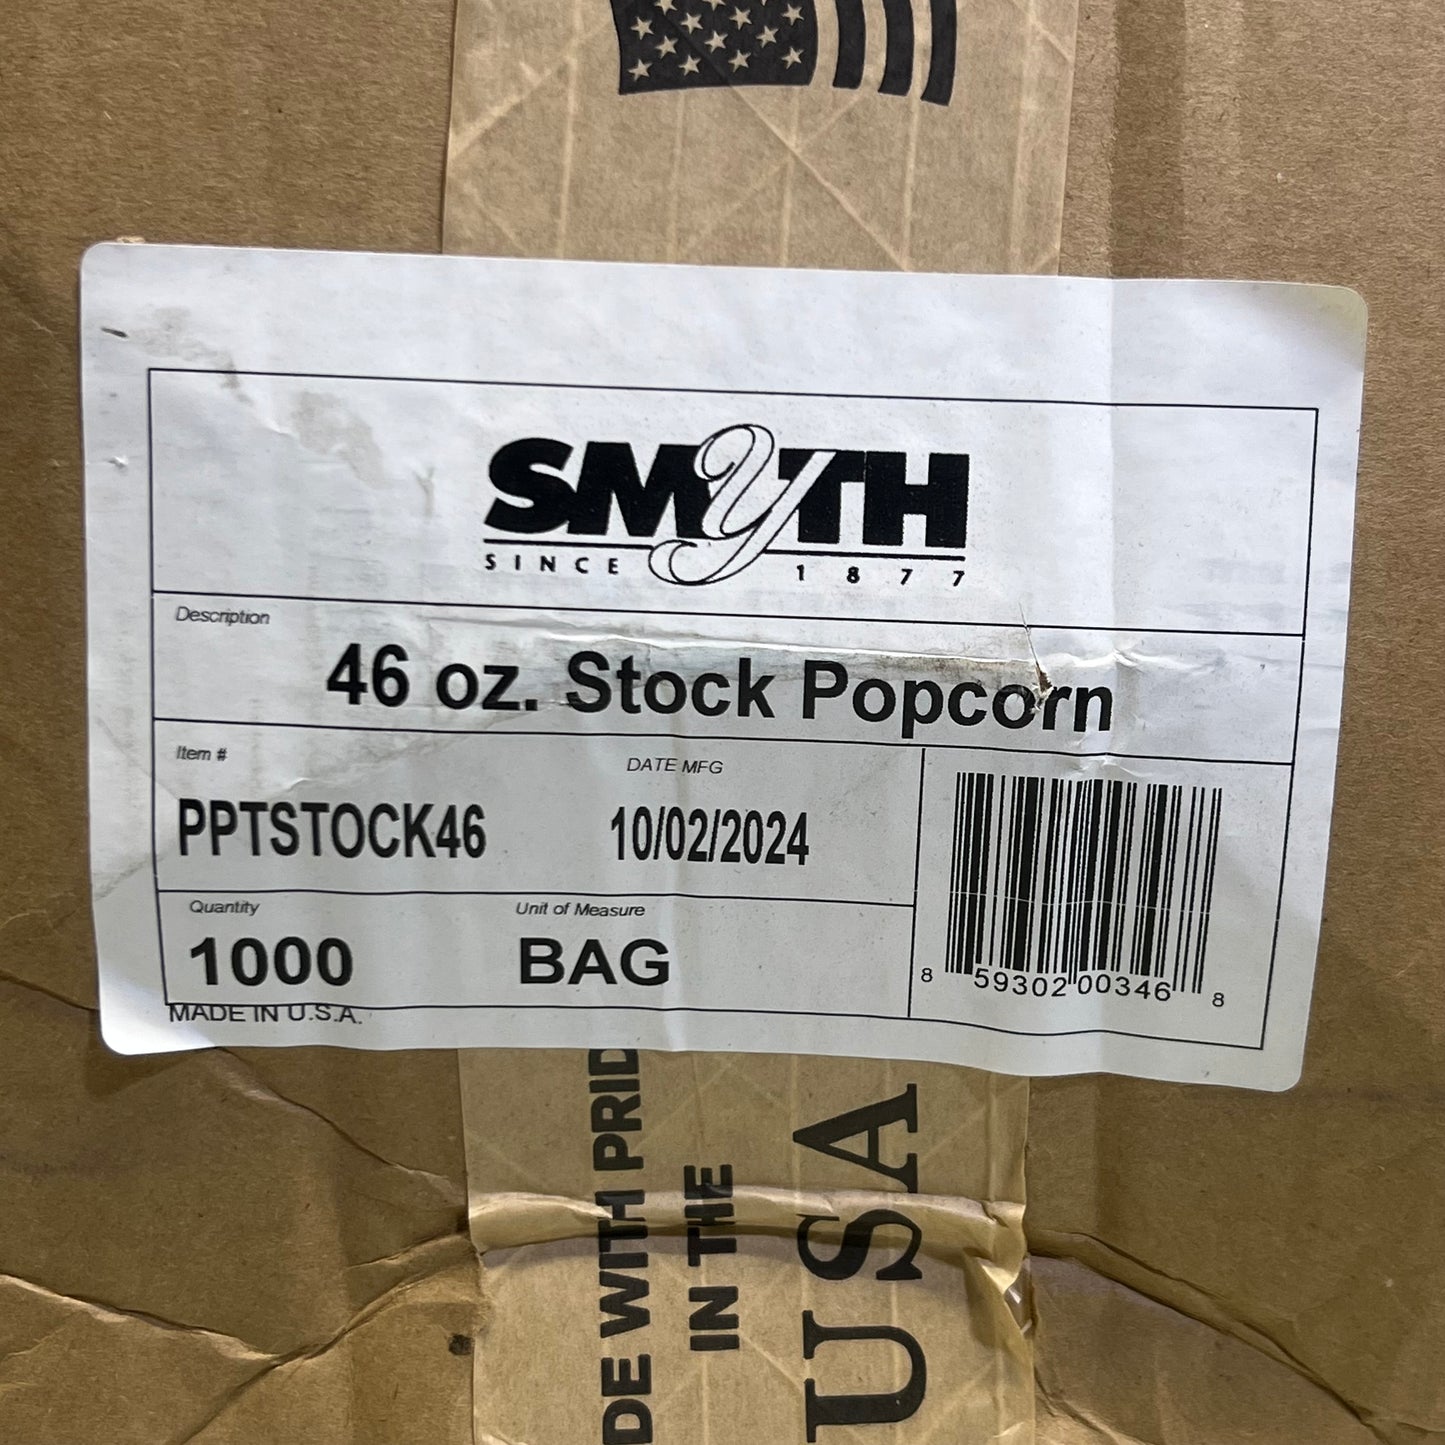 SMYTH
SINCE 1877
Description
46 oz. Stock Popcorn
Item #
DATE MFG
PPTSTOCK46
10/02/2024
Quantity
Unit of Measure
1000
BAG
8 59302 00346 8
MADE IN U.S.A.
DE WITH PRID
IN THE
USA